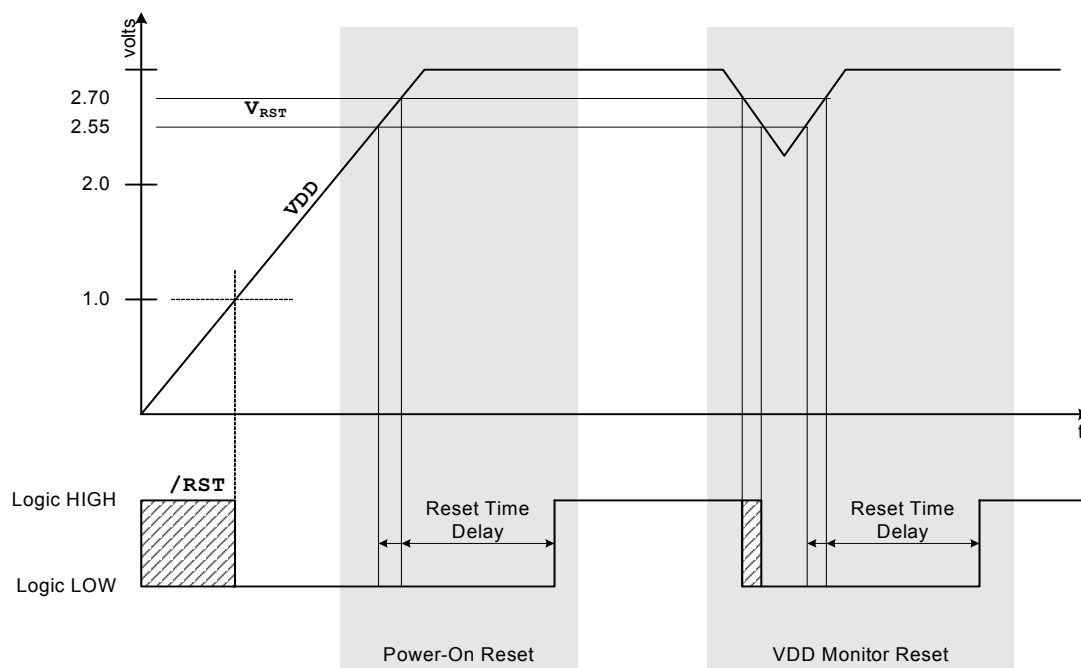 volts
2.70
VRST
2.55
2.0
VDD
1.0
t
/RST
Logic HIGH
Reset Time
Delay
Reset Time
Delay
Logic LOW
Power-On Reset
VDD Monitor Reset